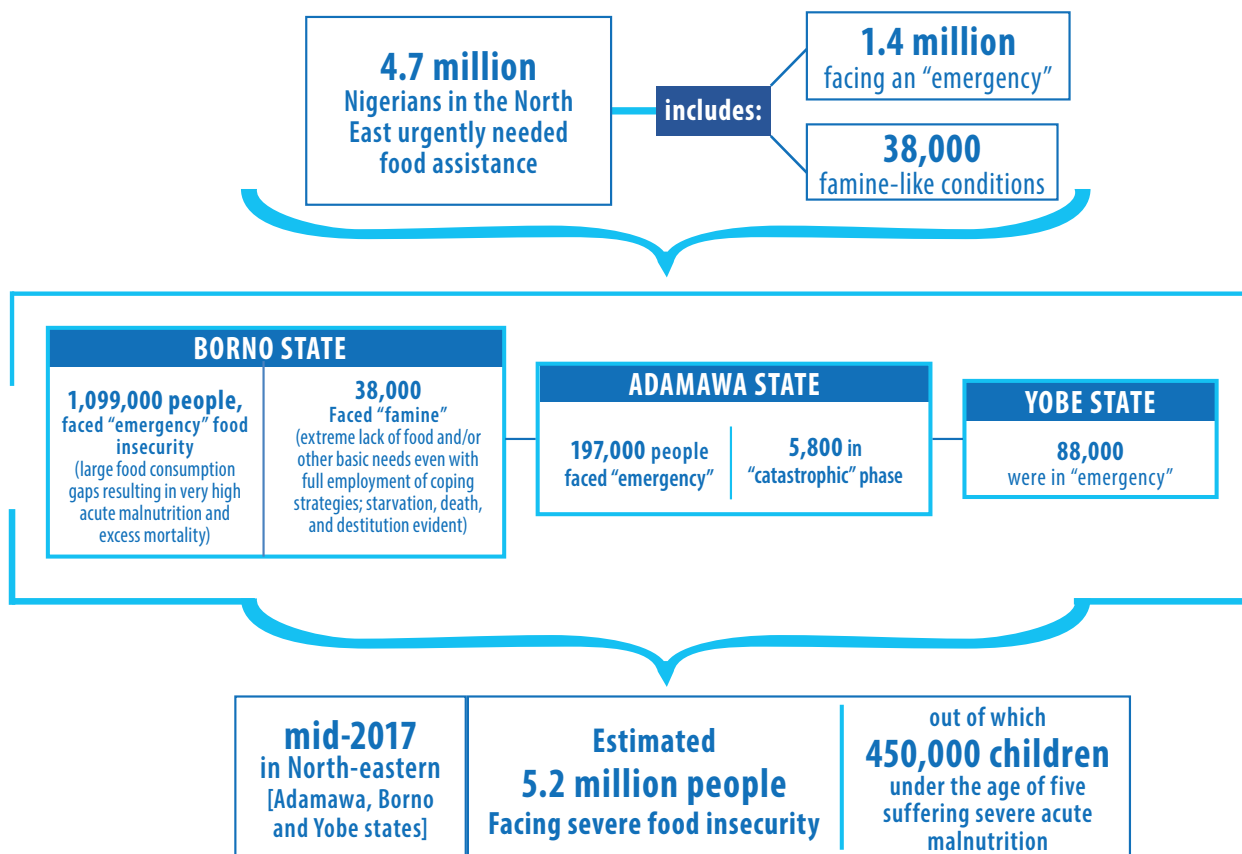 4.7 million
Nigerians in the North
East urgently needed
food assistance
includes:
1.4 million
facing an “emergency”
38,000
famine-like conditions
BORNO STATE
1,099,000 people,
faced “emergency” food
insecurity
(large food consumption
gaps resulting in very high
acute malnutrition and
excess mortality)
38,000
Faced “famine”
(extreme lack of food and/or
other basic needs even with
full employment of coping
strategies; starvation, death,
and destitution evident)
ADAMAWA STATE
197,000 people
faced “emergency”
5,800 in
“catastrophic” phase
YOBE STATE
88,000
were in “emergency”
mid-2017
in North-eastern
[Adamawa, Borno
and Yobe states]
Estimated
5.2 million people
Facing severe food insecurity
out of which
450,000 children
under the age of five
suffering severe acute
malnutrition